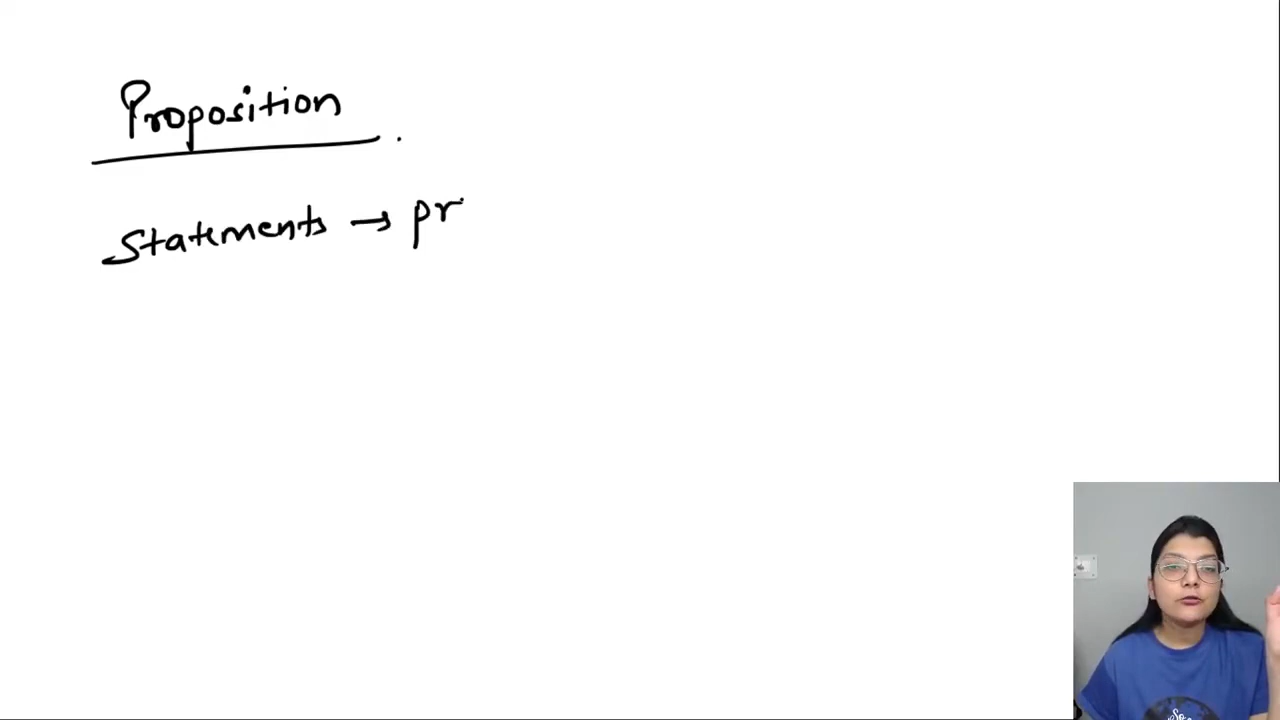 Proposition
Statements → pr